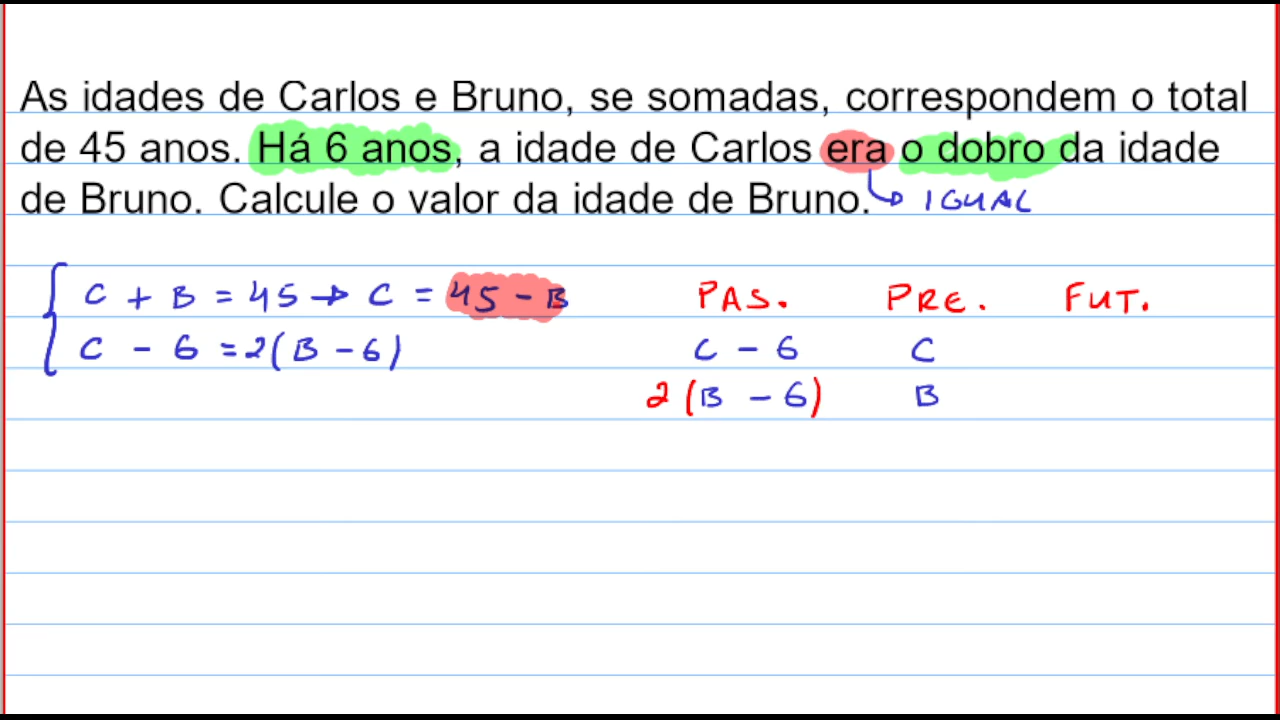 As idades de Carlos e Bruno, se somadas, correspondem o total
de 45 anos. Há 6 anos, a idade de Carlos era o dobro da idade
de Bruno. Calcule o valor da idade de Bruno. IGUAL
C + B = 45 → C = 45 - B PAS. PRE. FUT.
C - 6 = 2(B - 6) C - 6 C
2(B - 6) B